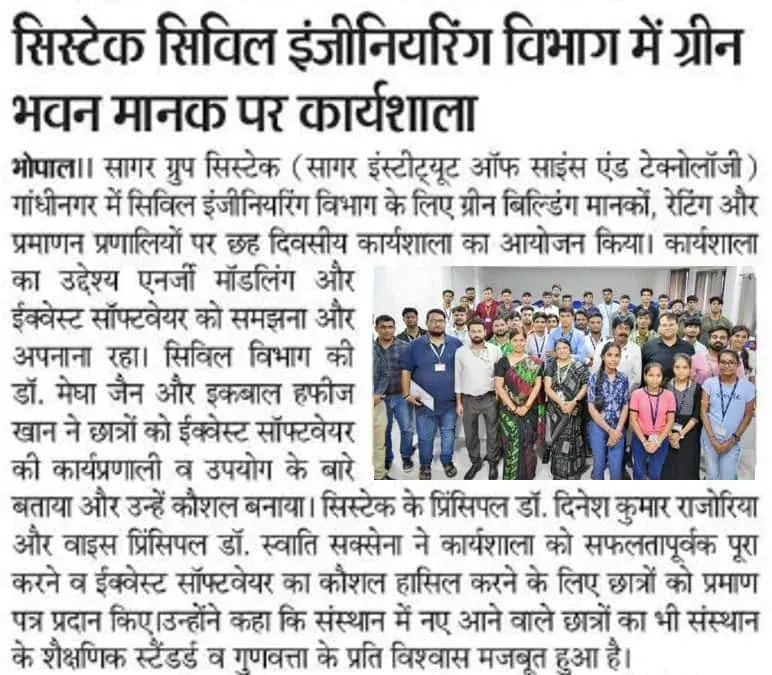 सिस्टेक सिविल इंजीनियरिंग विभाग में ग्रीन
भवन मानक पर कार्यशाला
भोपाल।। सागर ग्रुप सिस्टेक (सागर इंस्टीट्यूट ऑफ साइंस एंड टेक्नोलॉजी)
गांधीनगर में सिविल इंजीनियरिंग विभाग के लिए ग्रीन बिल्डिंग मानकों, रेटिंग और
प्रमाणन प्रणालियों पर छह दिवसीय कार्यशाला का आयोजन किया। कार्यशाला
का उद्देश्य एनर्जी मॉडलिंग और
ईक्वेस्ट सॉफ्टवेयर को समझना और
अपनाना रहा। सिविल विभाग की
डॉ. मेघा जैन और इकबाल हफीज
खान ने छात्रों को ईक्वेस्ट सॉफ्टवेयर
की कार्यप्रणाली व उपयोग के बारे
बताया और उन्हें कौशल बनाया। सिस्टेक के प्रिंसिपल डॉ. दिनेश कुमार राजोरिया
और वाइस प्रिंसिपल डॉ. स्वाति सक्सेना ने कार्यशाला को सफलतापूर्वक पूरा
करने व ईक्वेस्ट सॉफ्टवेयर का कौशल हासिल करने के लिए छात्रों को प्रमाण
पत्र प्रदान किए।उन्होंने कहा कि संस्थान में नए आने वाले छात्रों का भी संस्थान
के शैक्षणिक स्टैंडर्ड व गुणवत्ता के प्रति विश्वास मजबूत हुआ है।